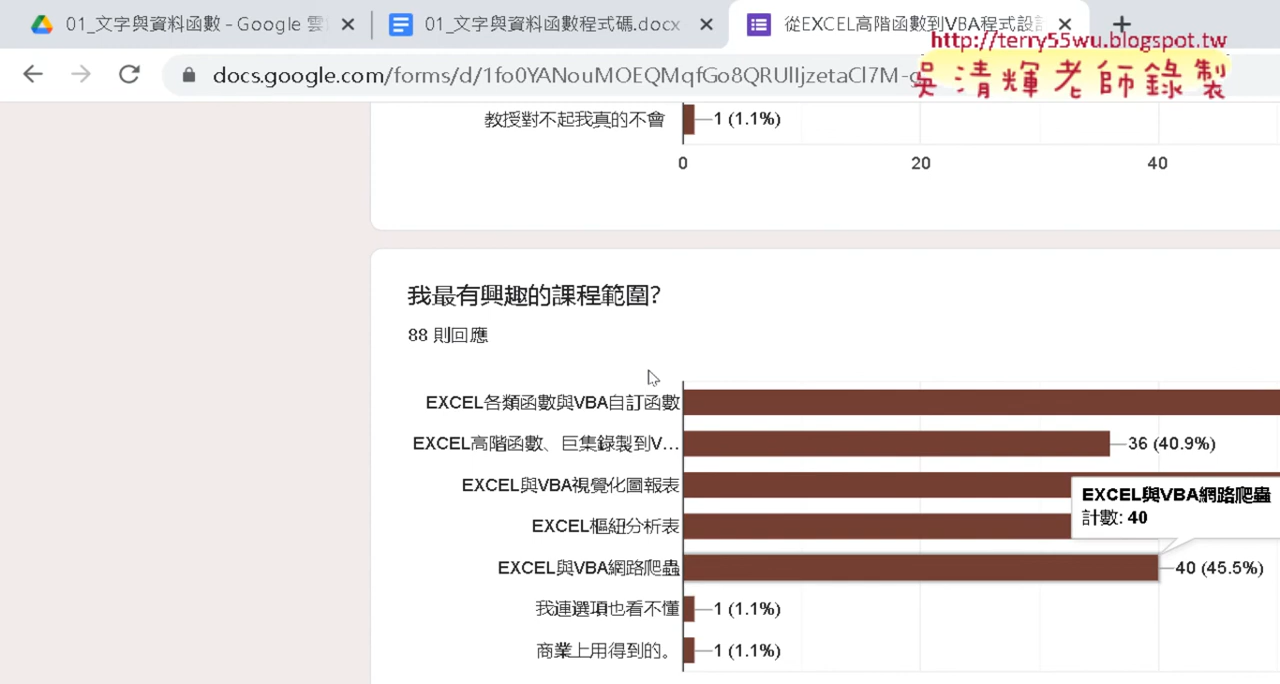 01_文字與資料函數 - Google 雲
01_文字與資料函數程式碼.docx
從EXCEL高階函數到VBA程式設
http://terry55wu.blogspot.tw
docs.google.com/forms/d/1fo0YANouMOEQMqfGo8QRUlIjzetaCl7M-
吳清輝老師錄製
教授對不起我真的不會
1 (1.1%)
0
20
40
我最有興趣的課程範圍?
88 則回應
EXCEL各類函數與VBA自訂函數
EXCEL高階函數、巨集錄製到V...
36 (40.9%)
EXCEL與VBA視覺化圖報表
EXCEL與VBA網路爬蟲
計數: 40
EXCEL樞紐分析表
EXCEL與VBA網路爬蟲
40 (45.5%)
我連選項也看不懂
1 (1.1%)
商業上用得到的。
1 (1.1%)